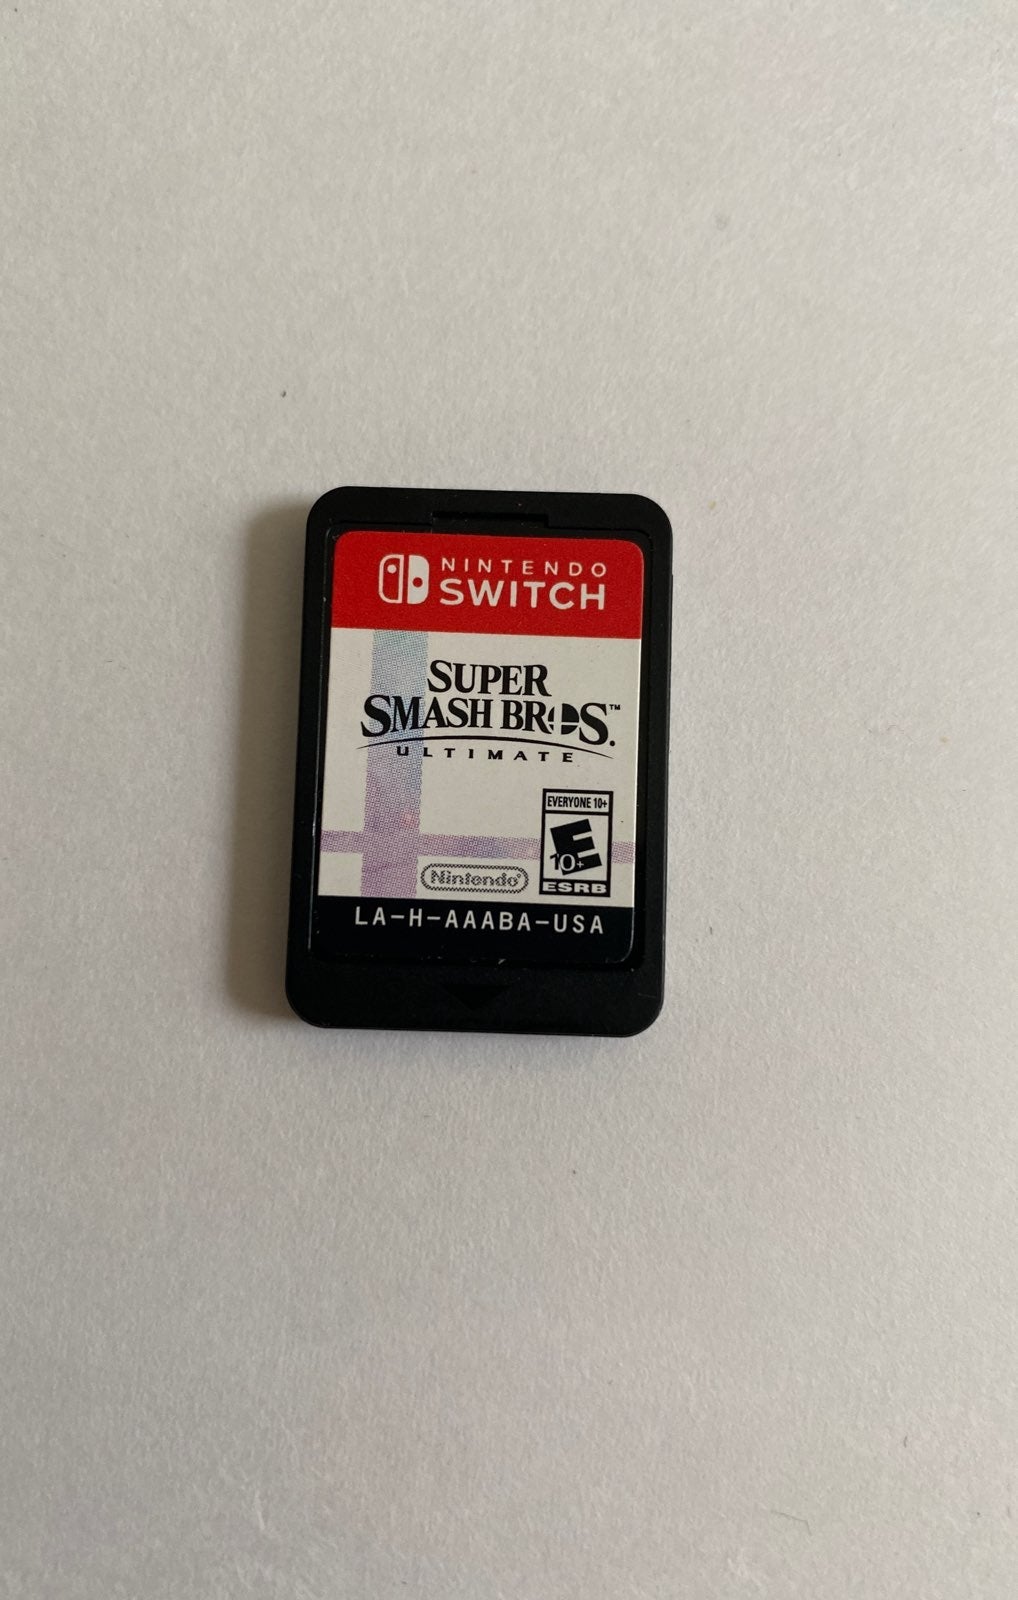 NINTENDO
SWITCH
SUPER
SMASH BROS.™
ULTIMATE
EVERYONE 10+
E
10+
ESRB
Nintendo®
LA-H-AAABA-USA